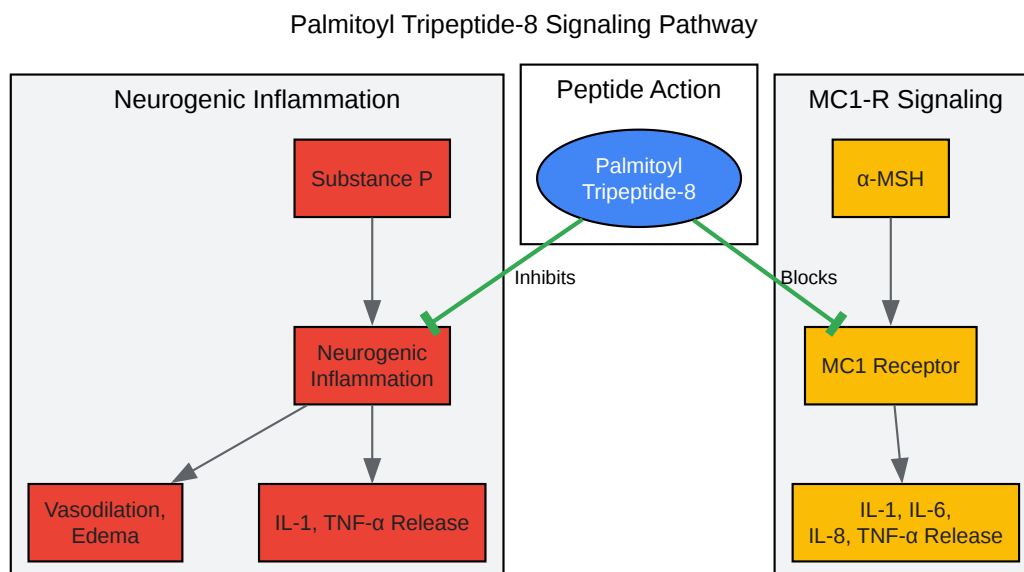 Palmitoyl Tripeptide-8 Signaling Pathway
Neurogenic Inflammation
Peptide Action
MC1-R Signaling
Substance P
Palmitoyl
Tripeptide-8
α-MSH
Inhibits
Blocks
Neurogenic
Inflammation
MC1 Receptor
Vasodilation,
Edema
IL-1, TNF-α Release
IL-1, IL-6,
IL-8, TNF-α Release